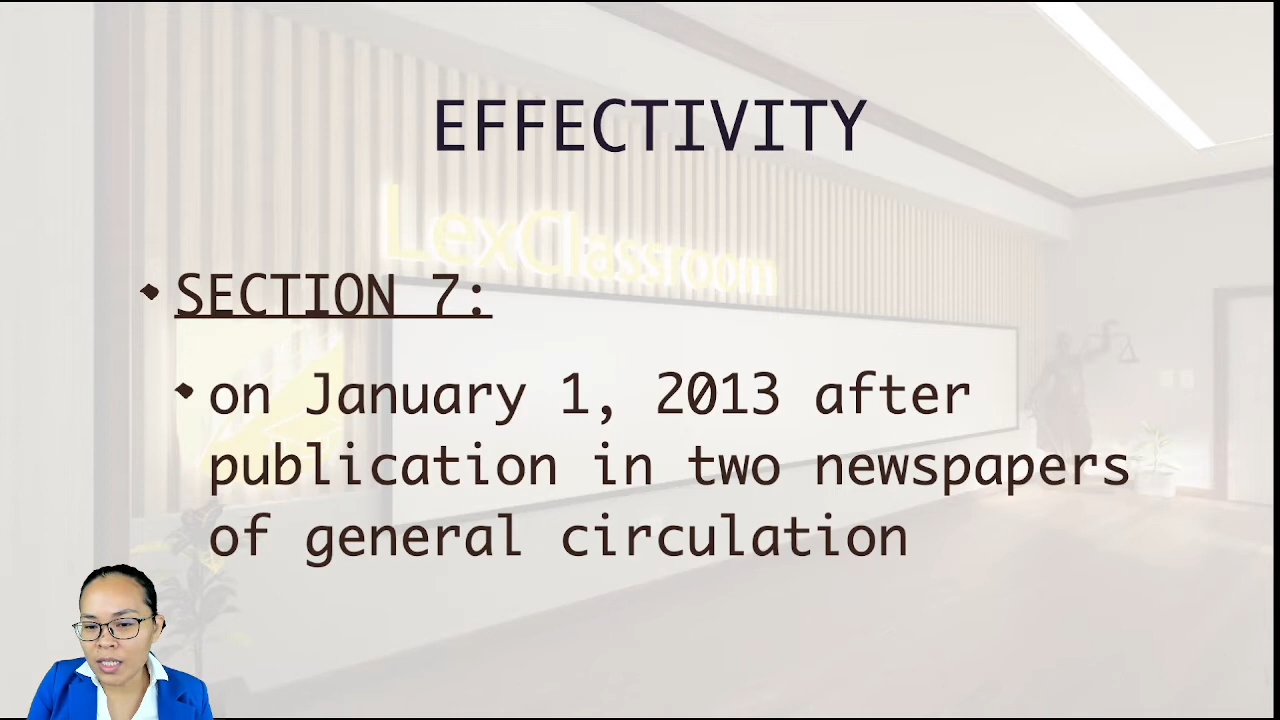 EFFECTIVITY
LexClassroom
SECTION 7:
on January 1, 2013 after
publication in two newspapers
of general circulation